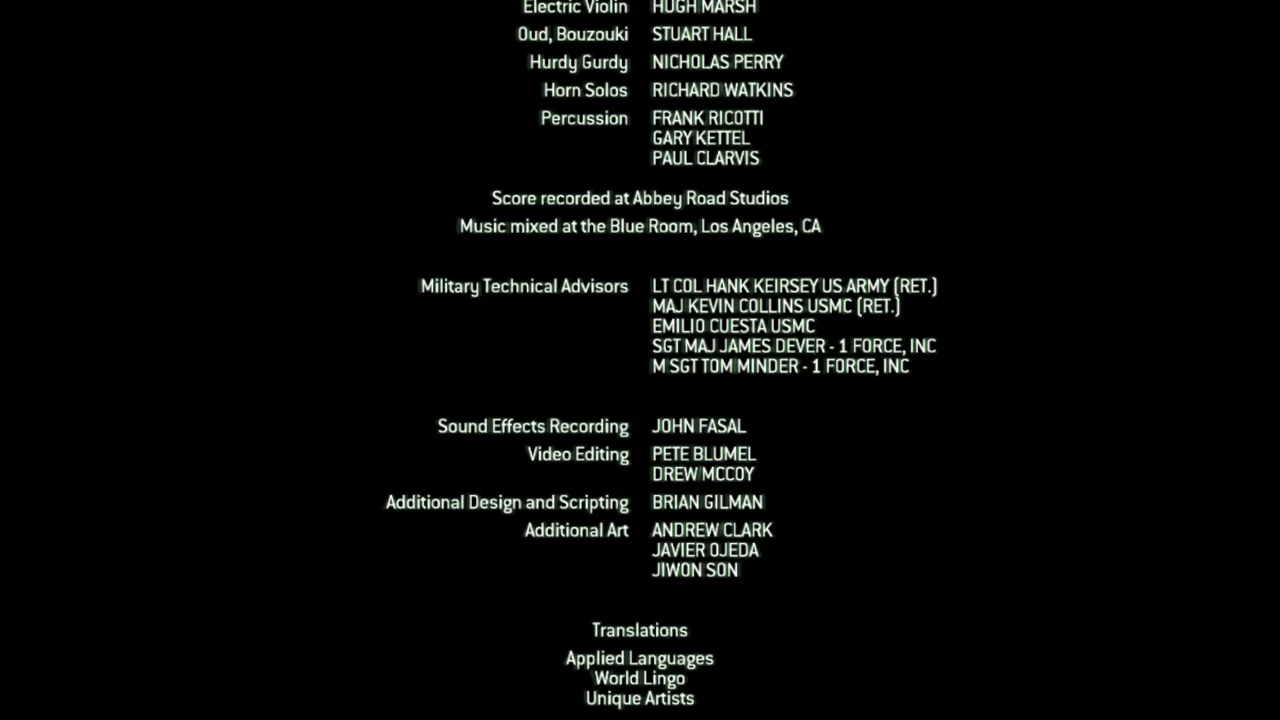 Electric Violin HUGH MARSH
Oud, Bouzouki STUART HALL
Hurdy Gurdy NICHOLAS PERRY
Horn Solos RICHARD WATKINS
Percussion FRANK RICOTTI
GARY KETTEL
PAUL CLARVIS
Score recorded at Abbey Road Studios
Music mixed at the Blue Room, Los Angeles, CA
Military Technical Advisors LT COL HANK KEIRSEY US ARMY (RET.)
MAJ KEVIN COLLINS USMC (RET.)
EMILIO CUESTA USMC
SGT MAJ JAMES DEVER - 1 FORCE, INC
M SGT TOM MINDER - 1 FORCE, INC
Sound Effects Recording JOHN FASAL
Video Editing PETE BLUMEL
DREW MCCOY
Additional Design and Scripting BRIAN GILMAN
Additional Art ANDREW CLARK
JAVIER OJEDA
JIWON SON
Translations
Applied Languages
World Lingo
Unique Artists